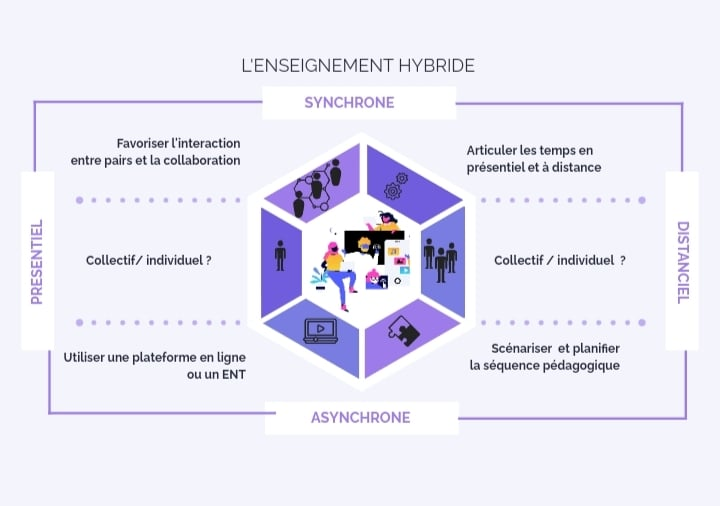 L'ENSEIGNEMENT HYBRIDE
SYNCHRONE
Favoriser l'interaction
entre pairs et la collaboration
Articuler les temps en
présentiel et à distance
PRESENTIEL
Collectif/ individuel ?
Collectif / individuel ?
DISTANCIEL
Utiliser une plateforme en ligne
ou un ENT
Scénariser et planifier
la séquence pédagogique
ASYNCHRONE